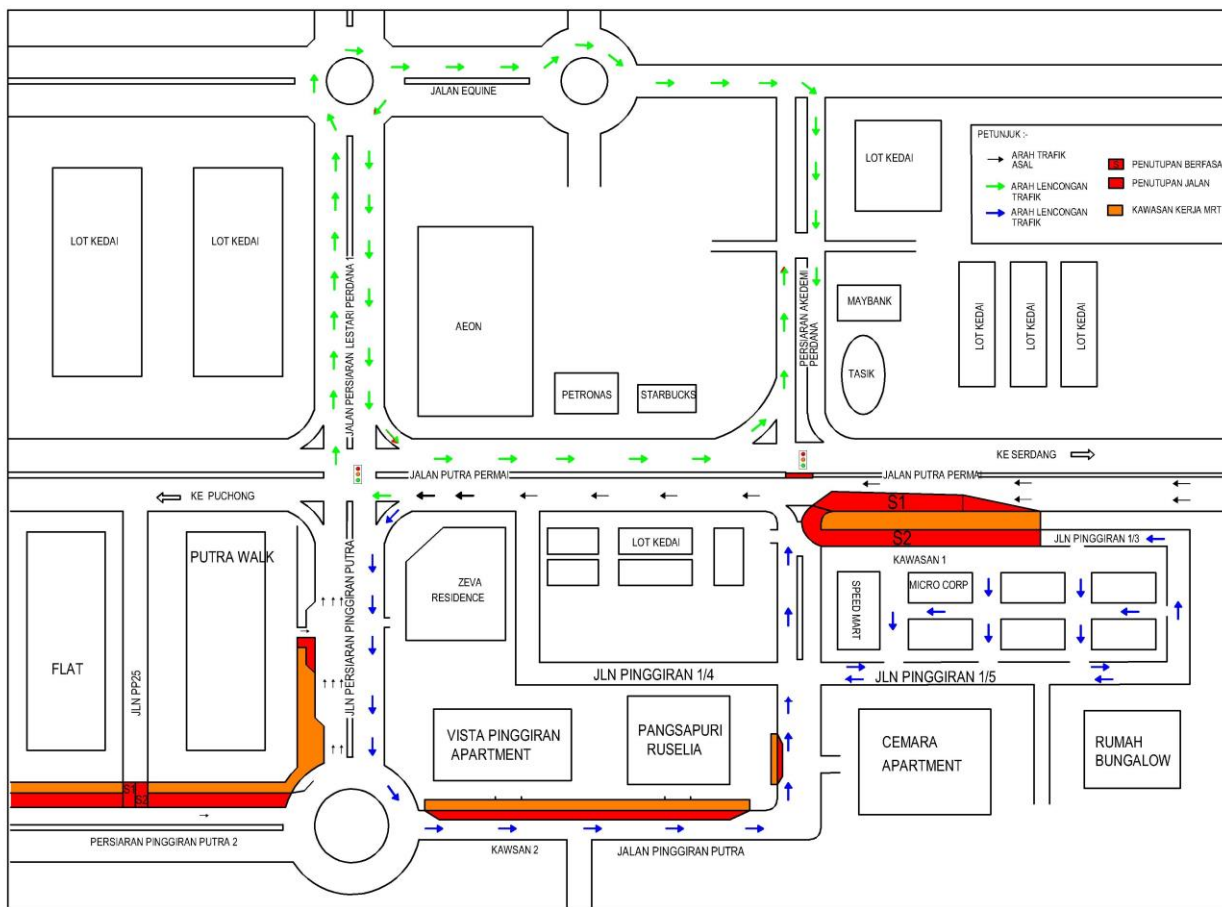 JALAN EQUINE
LOT KEDAI
PETUNJUK :-
ARAH TRAFIK
ASAL
ARAH LENCONGAN
TRAFIK
ARAH LENCONGAN
TRAFIK
S
PENUTUPAN BERFASA
PENUTUPAN JALAN
KAWASAN KERJA MRT
LOT KEDAI
LOT KEDAI
JALAN PERSIARAN LESTARI PERDANA 1
AEON
PERSIARAN AKEDEMI
PERDANA
MAYBANK
TASIK
LOT KEDAI
LOT KEDAI
LOT KEDAI
PETRONAS
STARBUCKS
KE SERDANG
JALAN PUTRA PERMAI
JALAN PUTRA PERMAI
KE PUCHONG
S1
S2
JLN PINGGIRAN 1/3
KAWASAN 1
PUTRA WALK
ZEVA
RESIDENCE
LOT KEDAI
SPEED MART
MICRO CORP
FLAT
JLN PP25
JLN PERSIARAN PINGGIRAN PUTRA
JLN PINGGIRAN 1/4
JLN PINGGIRAN 1/5
VISTA PINGGIRAN
APARTMENT
PANGSAPURI
RUSELIA
CEMARA
APARTMENT
RUMAH
BUNGALOW
S1
S2
PERSIARAN PINGGIRAN PUTRA 2
KAWSAN 2
JALAN PINGGIRAN PUTRA